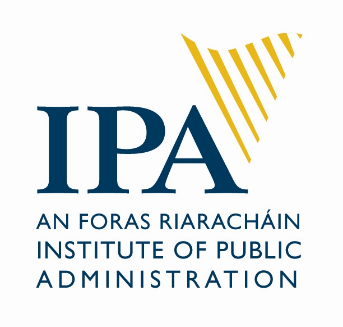 IPA
AN FORAS RIARACHÁIN
INSTITUTE OF PUBLIC
ADMINISTRATION